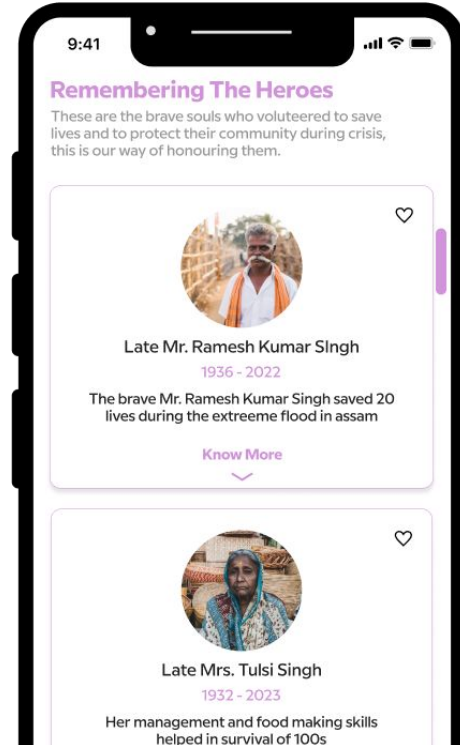 9:41
Remembering The Heroes
These are the brave souls who voluteered to save
lives and to protect their community during crisis,
this is our way of honouring them.
Late Mr. Ramesh Kumar SIngh
1936 - 2022
The brave Mr. Ramesh Kumar Singh saved 20
lives during the extreeme flood in assam
Know More
Late Mrs. Tulsi Singh
1932 - 2023
Her management and food making skills
helped in survival of 100s